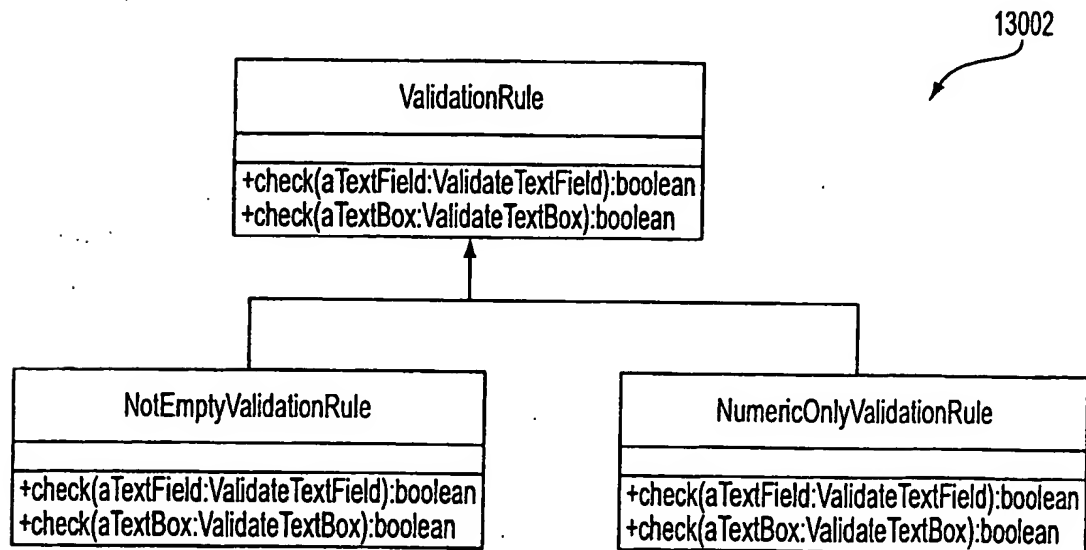 13002
ValidationRule
+check(aTextField:ValidateTextField):boolean
+check(aTextBox:ValidateTextBox):boolean
NotEmptyValidationRule
+check(aTextField:ValidateTextField):boolean
+check(aTextBox:ValidateTextBox):boolean
NumericOnlyValidationRule
+check(aTextField:ValidateTextField):boolean
+check(aTextBox:ValidateTextBox):boolean